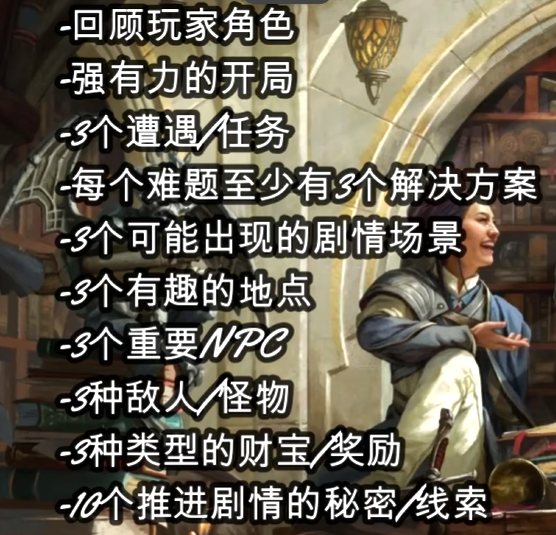 -回顾玩家角色
-强有力的开局
-3个遭遇/任务
-每个难题至少有3个解决方案
-3个可能出现的剧情场景
-3个有趣的地点
-3个重要NPC
-3种敌人/怪物
-3种类型的财宝/奖励
-10个推进剧情的秘密/线索